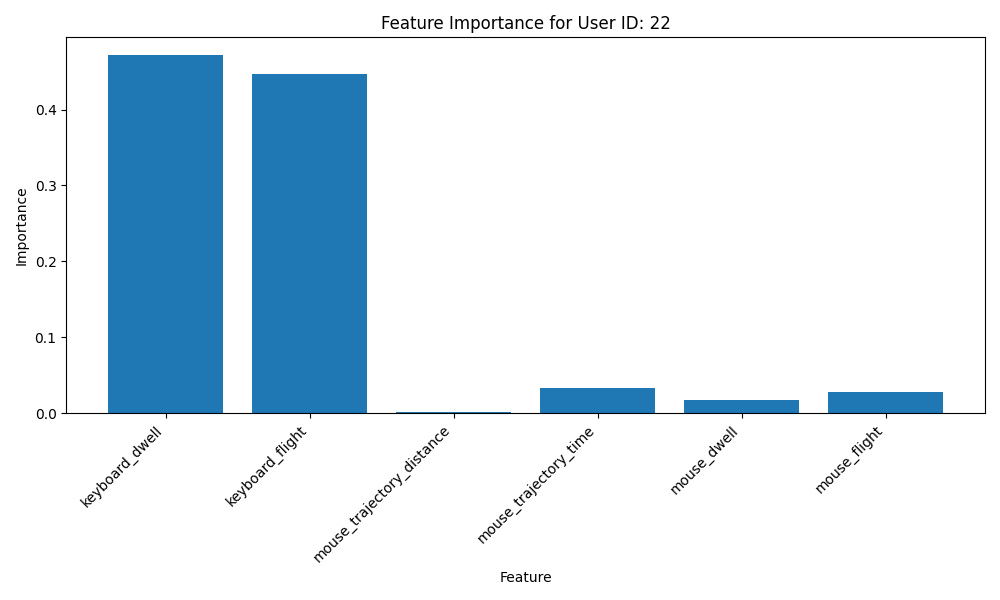 Feature Importance for User ID: 22
Importance
0.4
0.3
0.2
0.1
0.0
keyboard_dwell
keyboard_flight
mouse_trajectory_distance
mouse_trajectory_time
mouse_dwell
mouse_flight
Feature